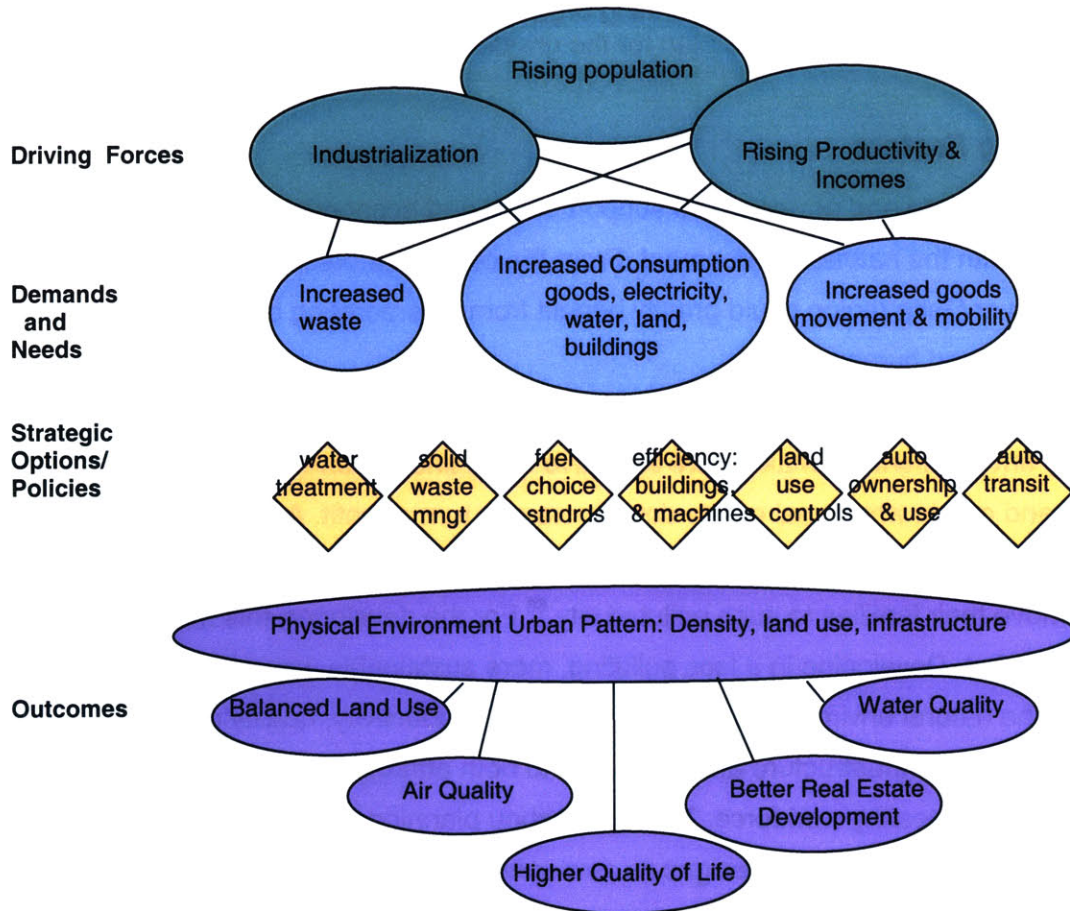 Rising population
Driving Forces
Industrialization
Rising Productivity &
Incomes
Demands
and
Needs
Increased
waste
Increased Consumption
goods, electricity,
water, land,
buildings
Increased goods
movement & mobility
Strategic
Options/
Policies
water
treatment
solid
waste
mngt
fuel
choice
stndrds
efficiency:
buildings,
& machines
land
use
controls
auto
ownership
& use
auto
transit
Physical Environment Urban Pattern: Density, land use, infrastructure
Outcomes
Balanced Land Use
Water Quality
Air Quality
Better Real Estate
Development
Higher Quality of Life